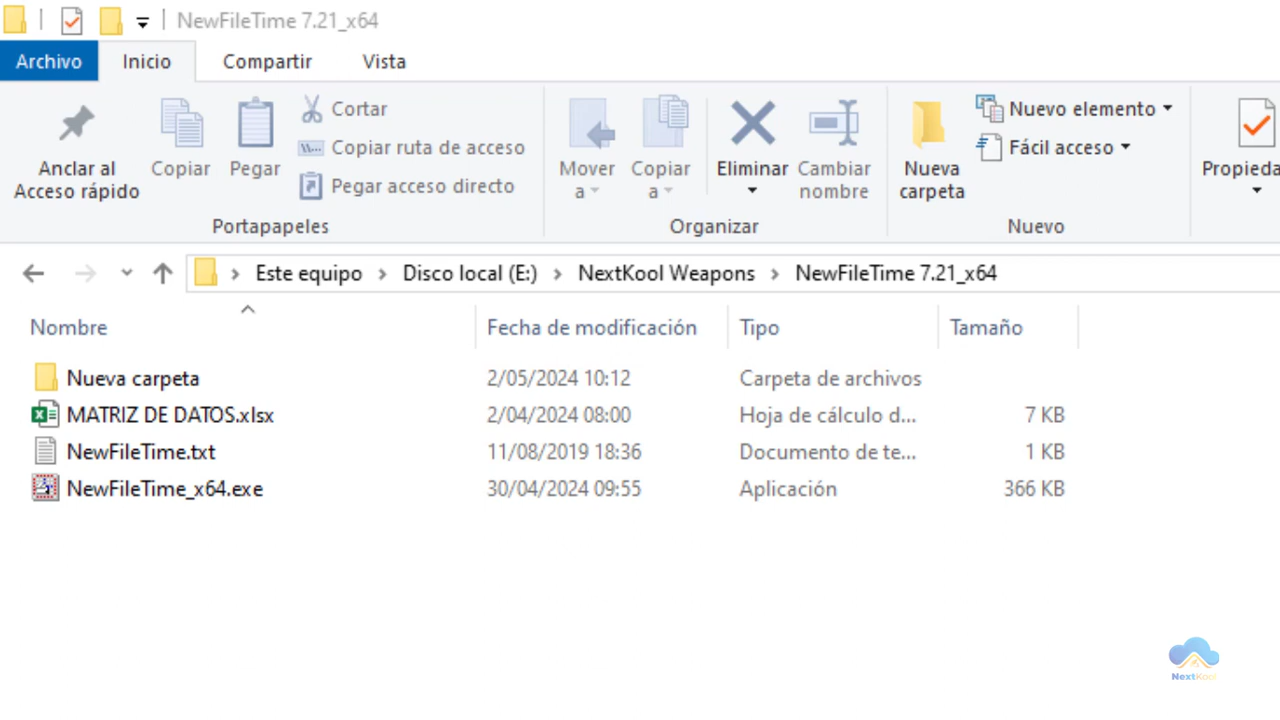 NewFileTime 7.21_x64
Archivo Inicio Compartir Vista
Anclar al Acceso rápido
Copiar
Pegar
Cortar
Copiar ruta de acceso
Pegar acceso directo
Portapapeles
Mover a
Copiar a
Eliminar
Cambiar nombre
Organizar
Nueva carpeta
Nuevo elemento
Fácil acceso
Nuevo
Propieda
Este equipo > Disco local (E:) > NextKool Weapons > NewFileTime 7.21_x64
Nombre Fecha de modificación Tipo Tamaño
Nueva carpeta 2/05/2024 10:12 Carpeta de archivos
MATRIZ DE DATOS.xlsx 2/04/2024 08:00 Hoja de cálculo d... 7 KB
NewFileTime.txt 11/08/2019 18:36 Documento de te... 1 KB
NewFileTime_x64.exe 30/04/2024 09:55 Aplicación 366 KB
NextKool